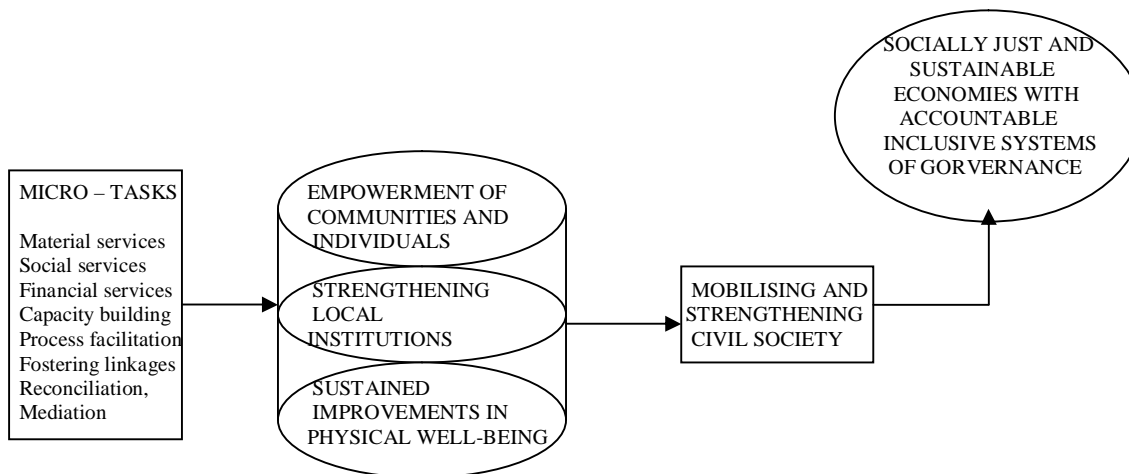 MICRO – TASKS
Material services
Social services
Financial services
Capacity building
Process facilitation
Fostering linkages
Reconciliation,
Mediation
EMPOWERMENT OF
COMMUNITIES AND
INDIVIDUALS
STRENGTHENING
LOCAL
INSTITUTIONS
SUSTAINED
IMPROVEMENTS IN
PHYSICAL WELL-BEING
MOBILISING AND
STRENGTHENING
CIVIL SOCIETY
SOCIALLY JUST AND
SUSTAINABLE
ECONOMIES WITH
ACCOUNTABLE
INCLUSIVE SYSTEMS
OF GORVERNANCE